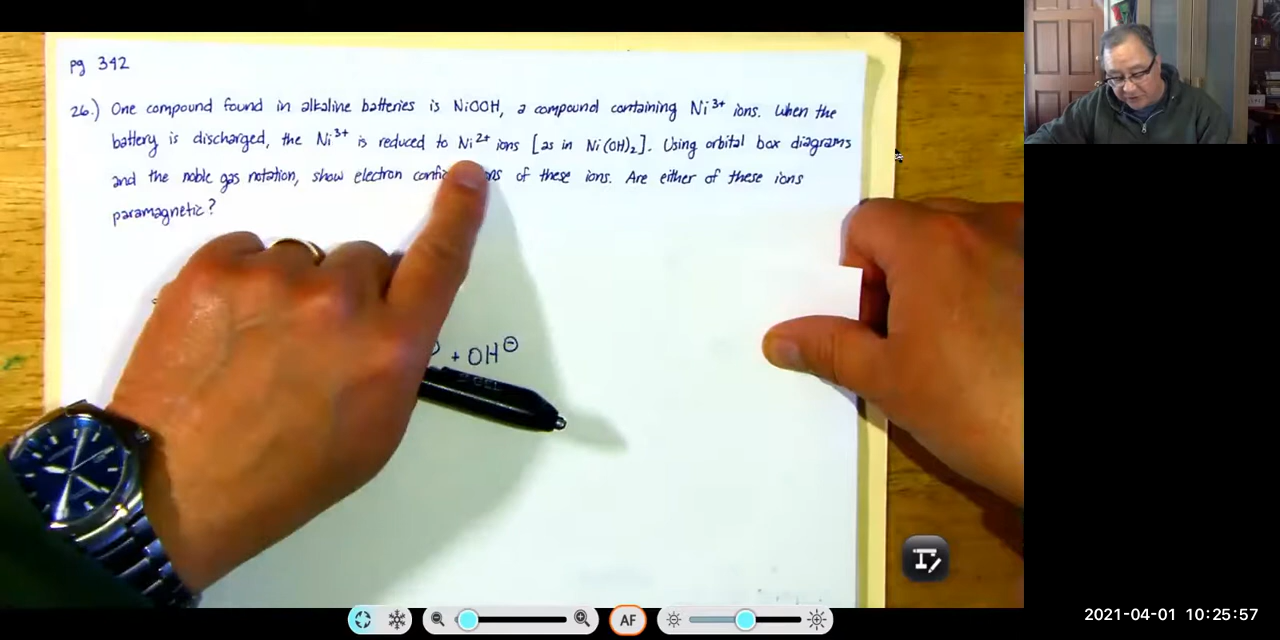 pg 342
26.) One compound found in alkaline batteries is NiOOH, a compound containing Ni³⁺ ions. When the
battery is discharged, the Ni³⁺ is reduced to Ni²⁺ ions [as in Ni(OH)₂]. Using orbital box diagrams
and the noble gas notation, show electron of these ions. Are either of these ions
paramagnetic?
+ OH⊖
AF
2021-04-01 10:25:57